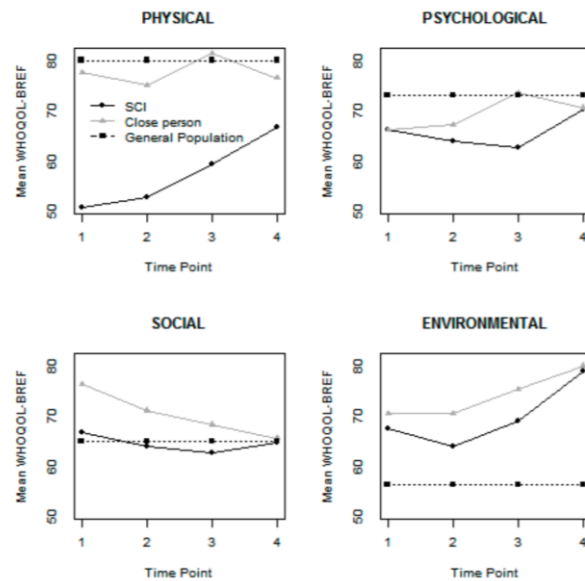 PHYSICAL
Mean WHOQOL-BREF
80
70
60
50
SCI
Close person
General Population
1 2 3 4
Time Point
PSYCHOLOGICAL
Mean WHOQOL-BREF
80
70
60
50
1 2 3 4
Time Point
SOCIAL
Mean WHOQOL-BREF
80
70
60
50
1 2 3 4
Time Point
ENVIRONMENTAL
Mean WHOQOL-BREF
80
70
60
50
1 2 3 4
Time Point